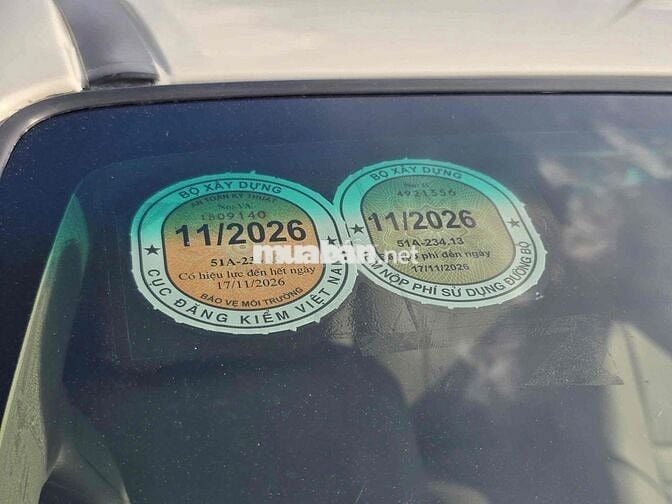 BỘ XÂY DỰNG
AN TOÀN KỸ THUẬT
1809140
11/2026
51A-23
Có hiệu lực đến hết ngày
17/11/2026
BẢO VỆ MÔI TRƯỜNG
CỤC ĐĂNG KIỂM VIỆT NAM
BỘ XÂY DỰNG
4921556
11/2026
51A-234.13
phí đến ngày
17/11/2026
NỘP PHÍ SỬ DỤNG ĐƯỜNG BỘ
muaban.net